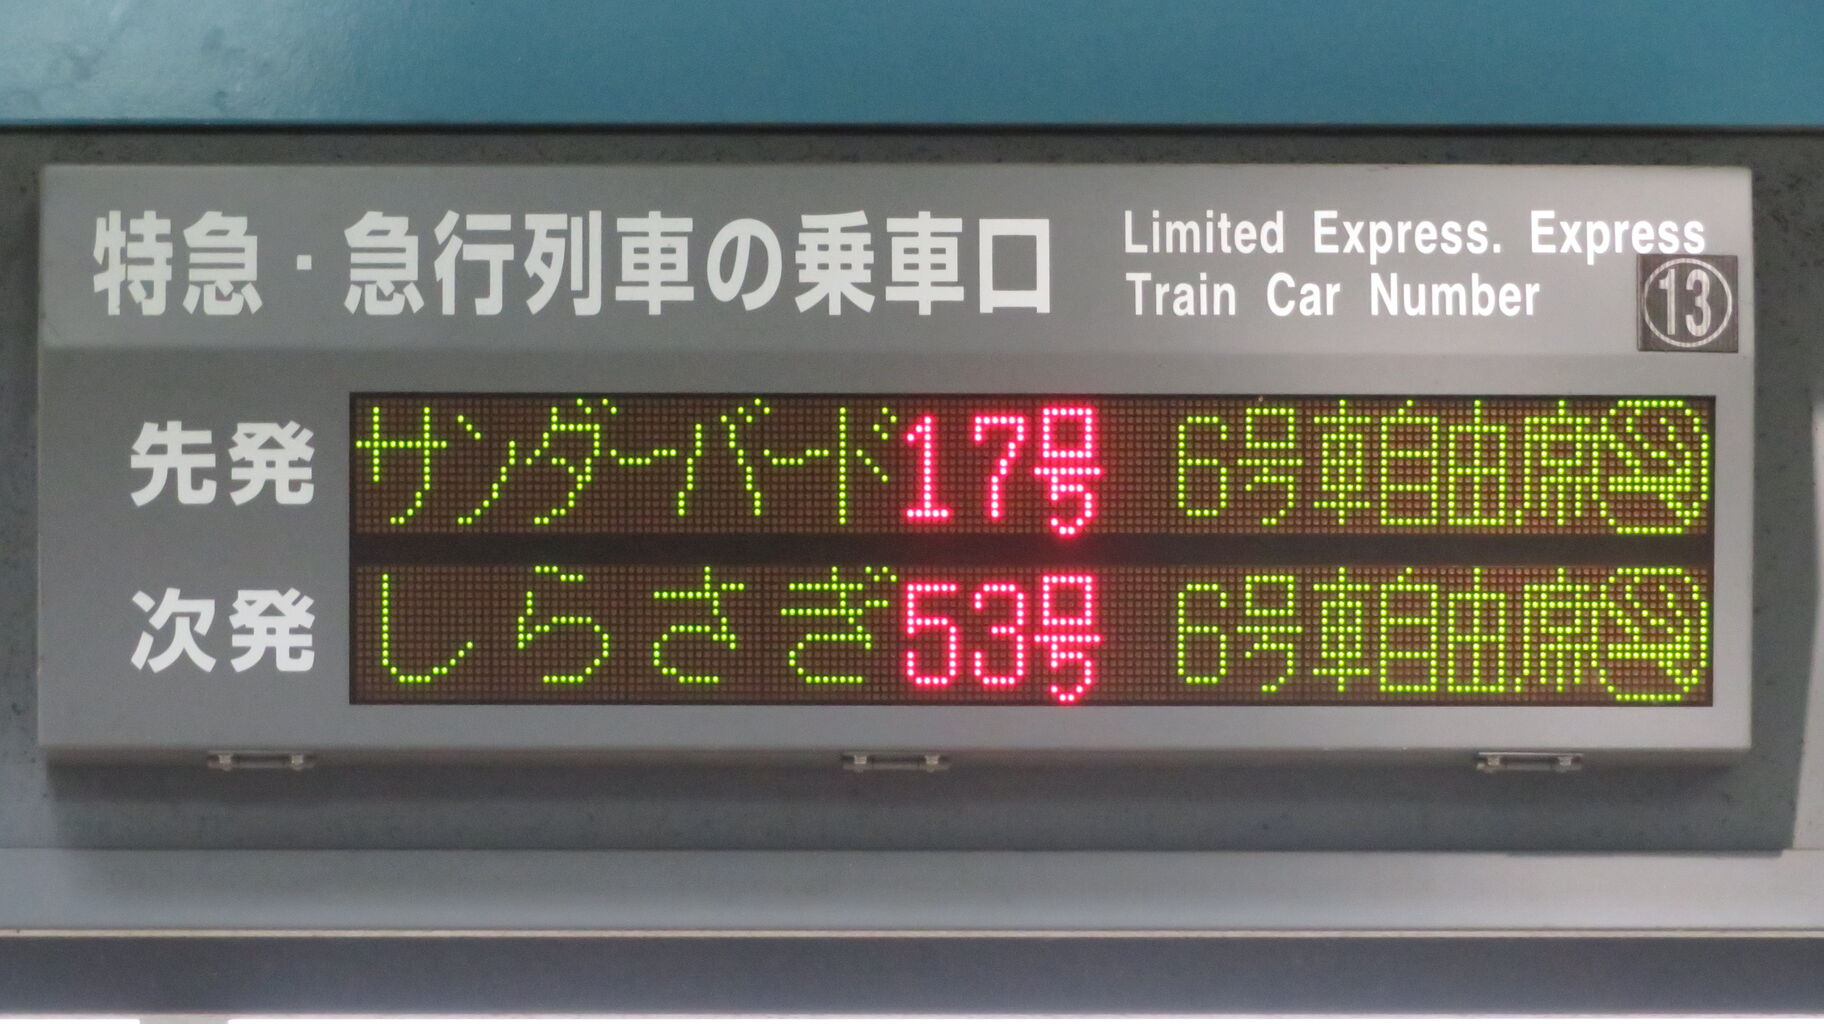 特急・急行列車の乗車口
Limited Express. Express
Train Car Number
⑬
先発 サンダーバード17号 6号車自由席
次発 しらさぎ53号 6号車自由席